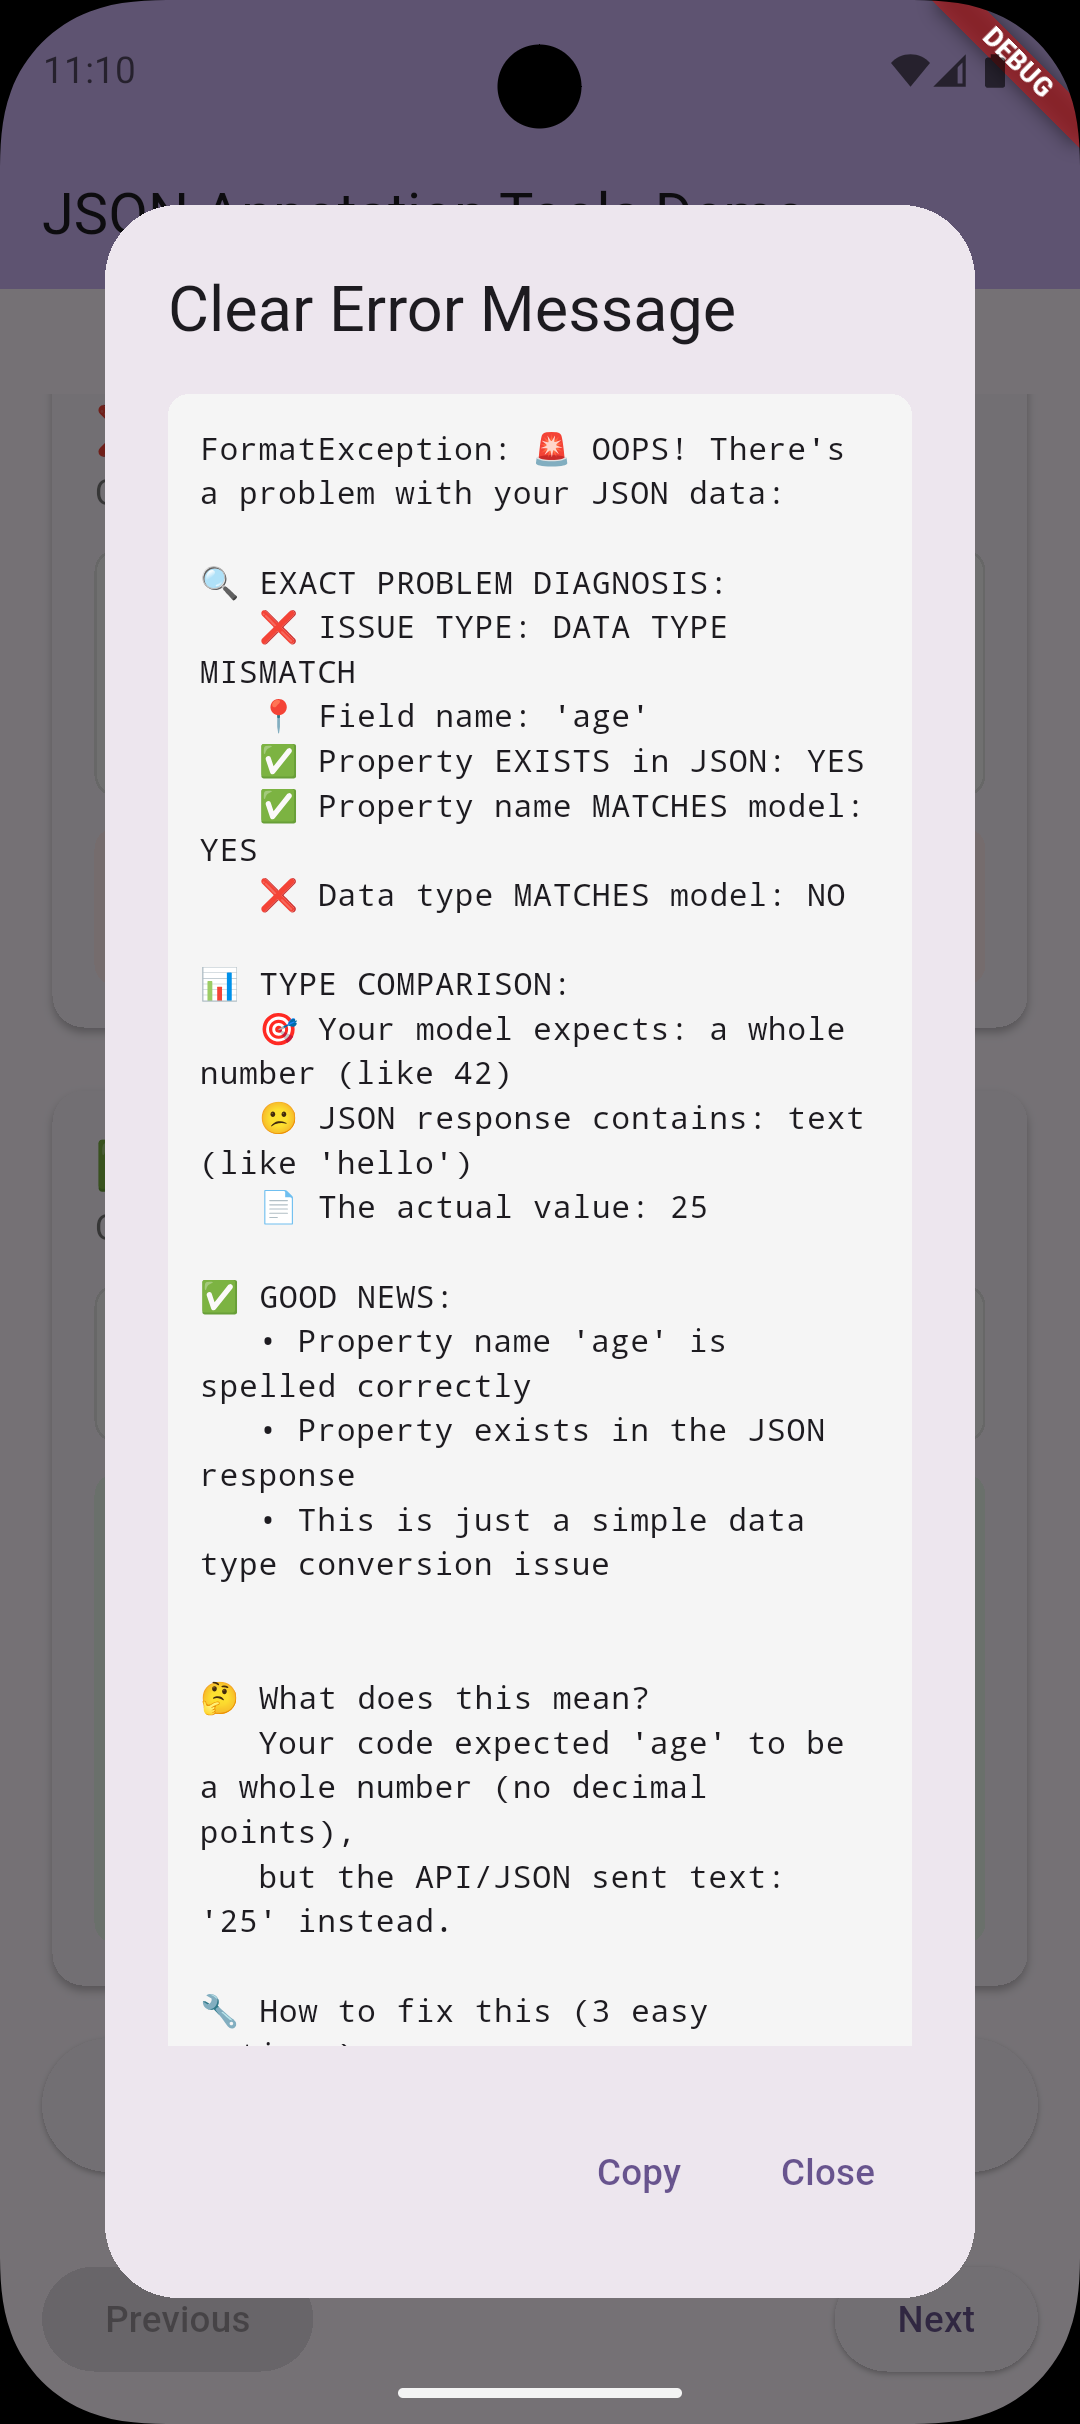 11:10
DEBUG
JSON Annotation Tools Demo
Clear Error Message
FormatException: 🚨 OOPS! There's
a problem with your JSON data:
🔍 EXACT PROBLEM DIAGNOSIS:
❌ ISSUE TYPE: DATA TYPE
MISMATCH
📍 Field name: 'age'
✅ Property EXISTS in JSON: YES
✅ Property name MATCHES model:
YES
❌ Data type MATCHES model: NO
📊 TYPE COMPARISON:
🎯 Your model expects: a whole
number (like 42)
😕 JSON response contains: text
(like 'hello')
📄 The actual value: 25
✅ GOOD NEWS:
• Property name 'age' is
spelled correctly
• Property exists in the JSON
response
• This is just a simple data
type conversion issue
🤔 What does this mean?
Your code expected 'age' to be
a whole number (no decimal
points),
but the API/JSON sent text:
'25' instead.
🔧 How to fix this (3 easy
Copy
Close
Previous
Next